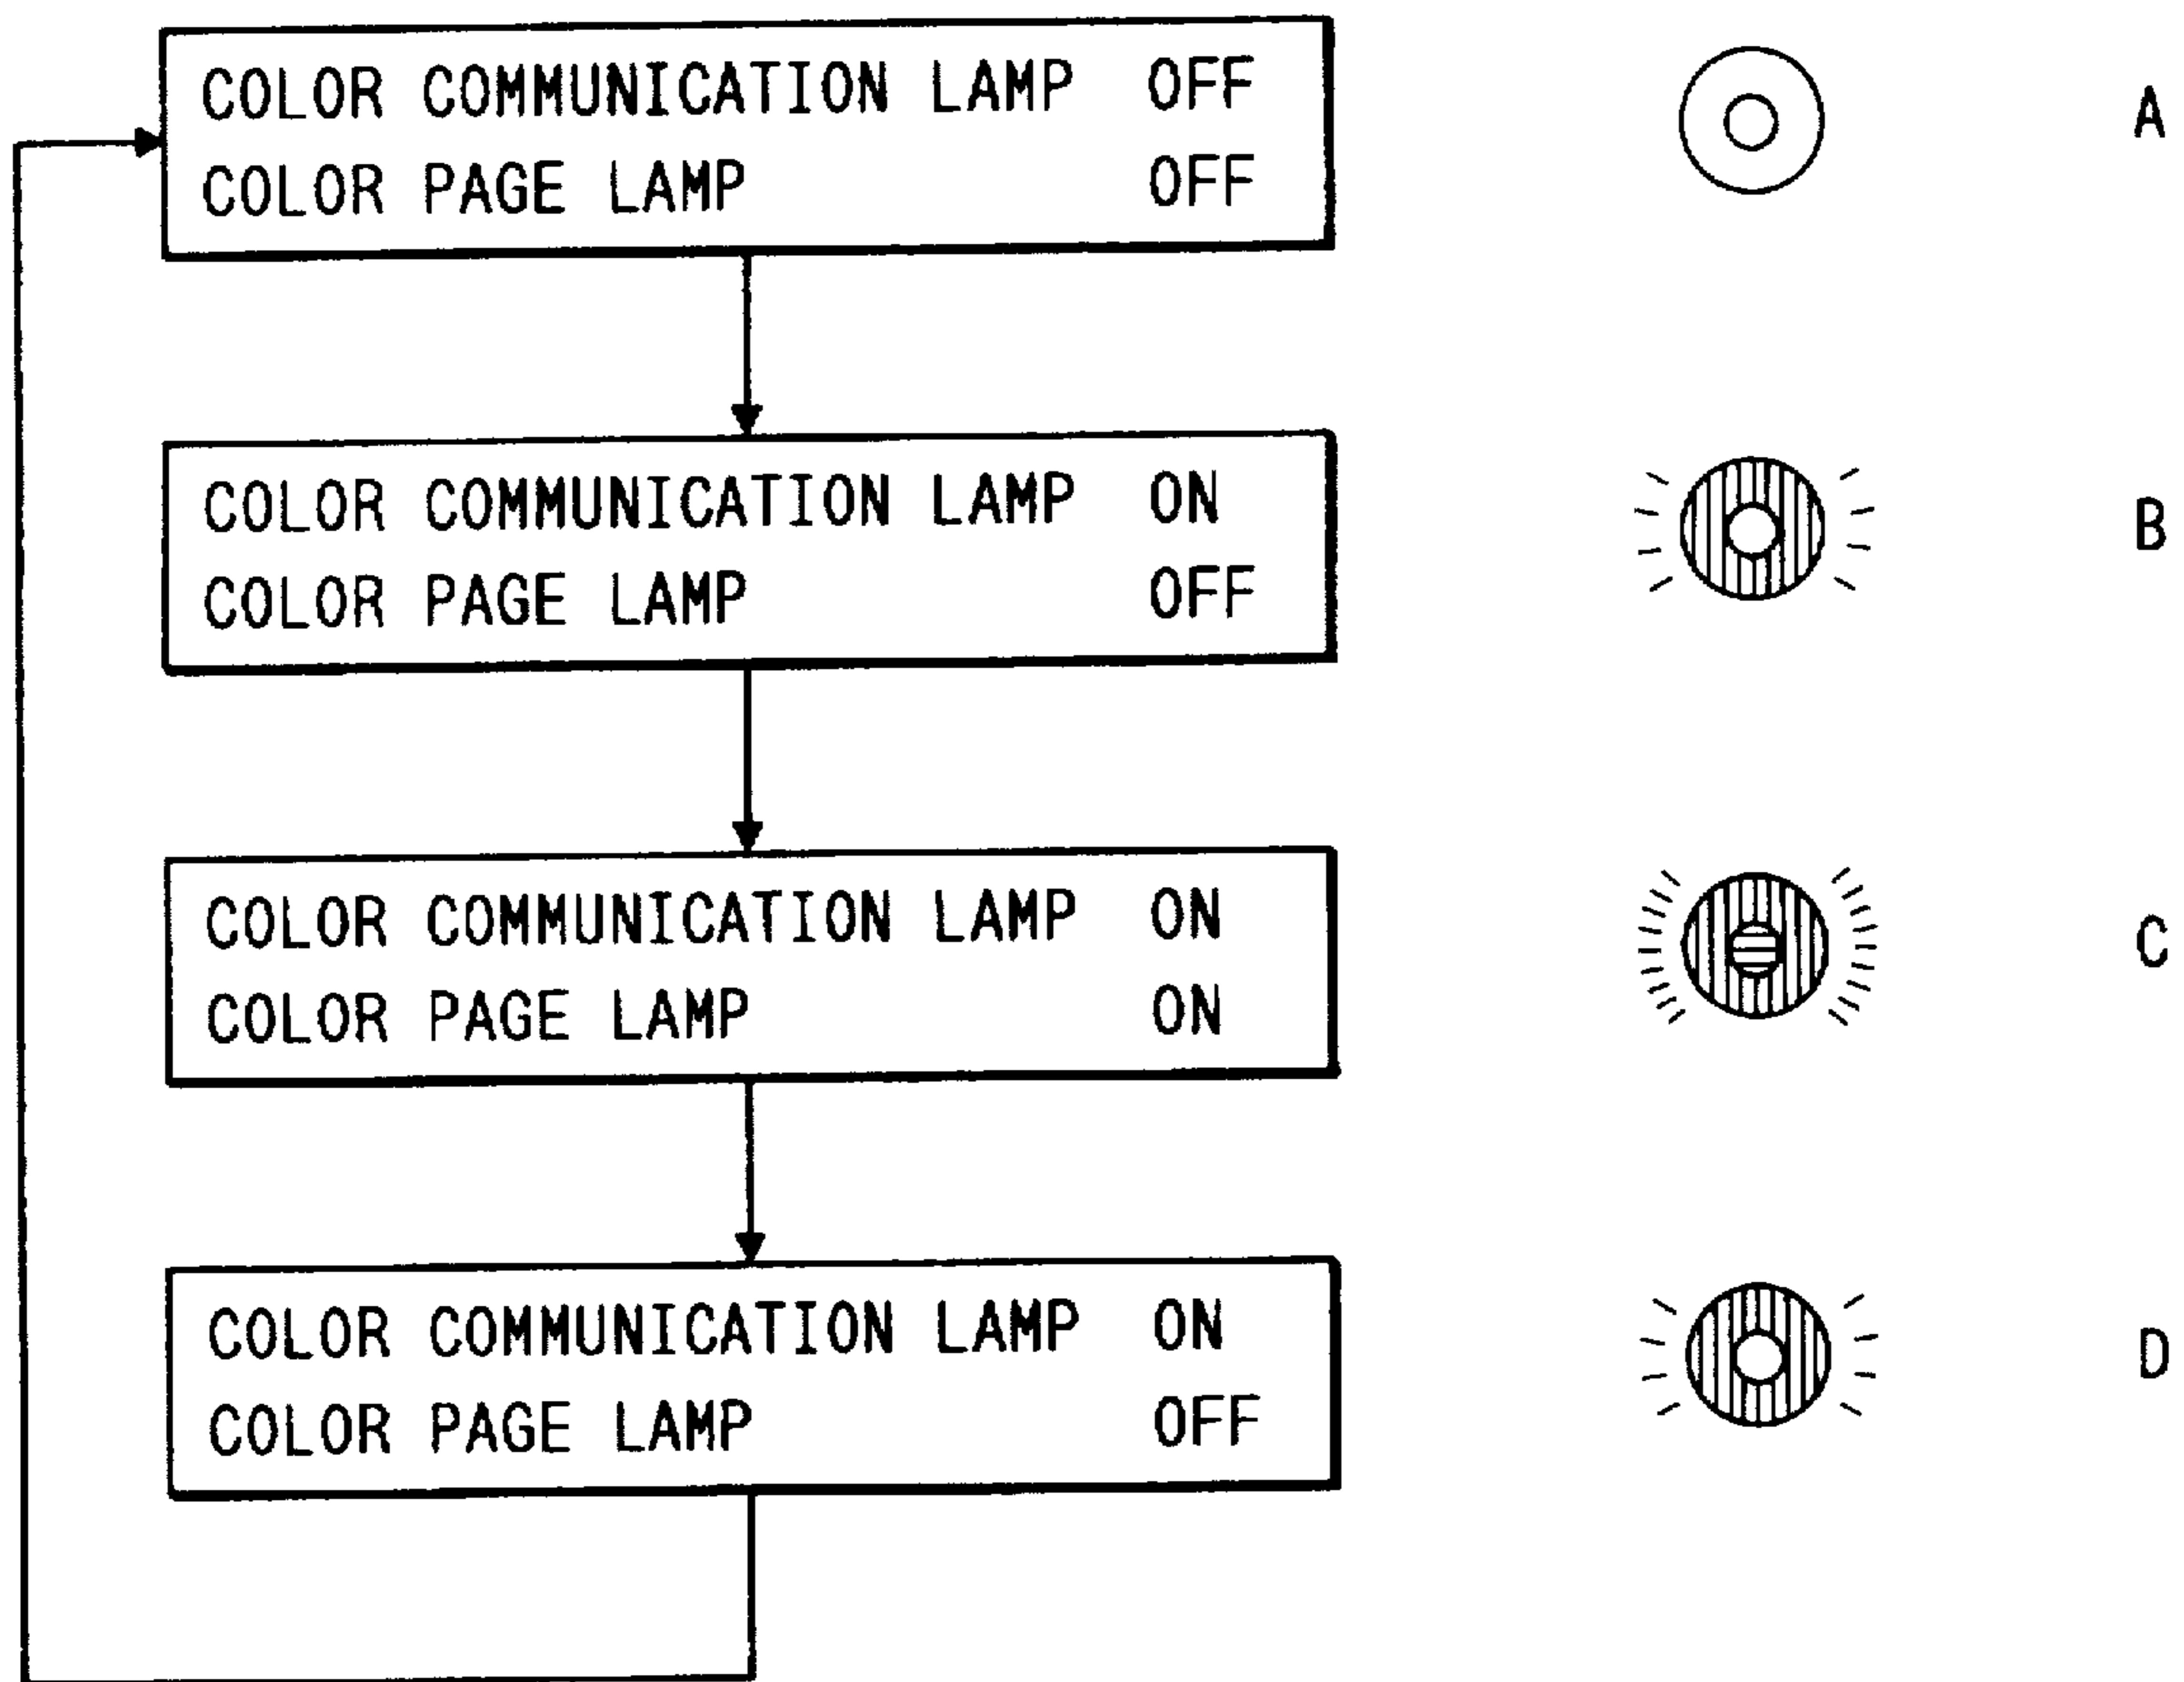 COLOR COMMUNICATION LAMP OFF
COLOR PAGE LAMP OFF
A
COLOR COMMUNICATION LAMP ON
COLOR PAGE LAMP OFF
B
COLOR COMMUNICATION LAMP ON
COLOR PAGE LAMP ON
C
COLOR COMMUNICATION LAMP ON
COLOR PAGE LAMP OFF
D